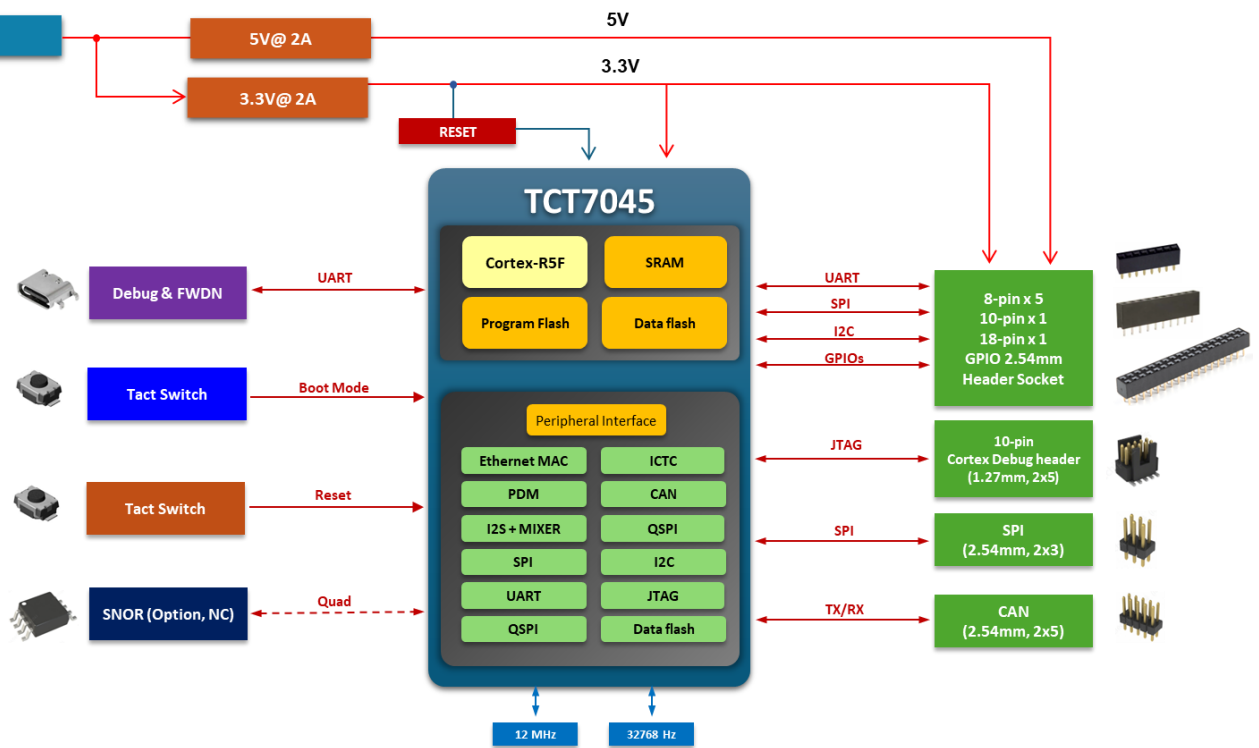 5V
5V@ 2A
3.3V
3.3V@ 2A
RESET
TCT7045
Cortex-R5F
SRAM
Program Flash
Data flash
Debug & FWDN
UART
Tact Switch
Boot Mode
Tact Switch
Reset
SNOR (Option, NC)
Quad
Peripheral Interface
Ethernet MAC
ICTC
PDM
CAN
I2S + MIXER
QSPI
SPI
I2C
UART
JTAG
QSPI
Data flash
UART
SPI
I2C
GPIOs
8-pin x 5
10-pin x 1
18-pin x 1
GPIO 2.54mm
Header Socket
JTAG
10-pin
Cortex Debug header
(1.27mm, 2x5)
SPI
SPI
(2.54mm, 2x3)
TX/RX
CAN
(2.54mm, 2x5)
12 MHz
32768 Hz